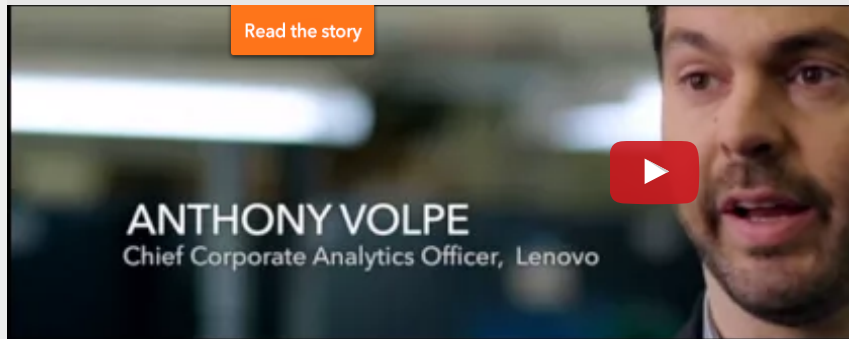 Read the story
ANTHONY VOLPE
Chief Corporate Analytics Officer, Lenovo